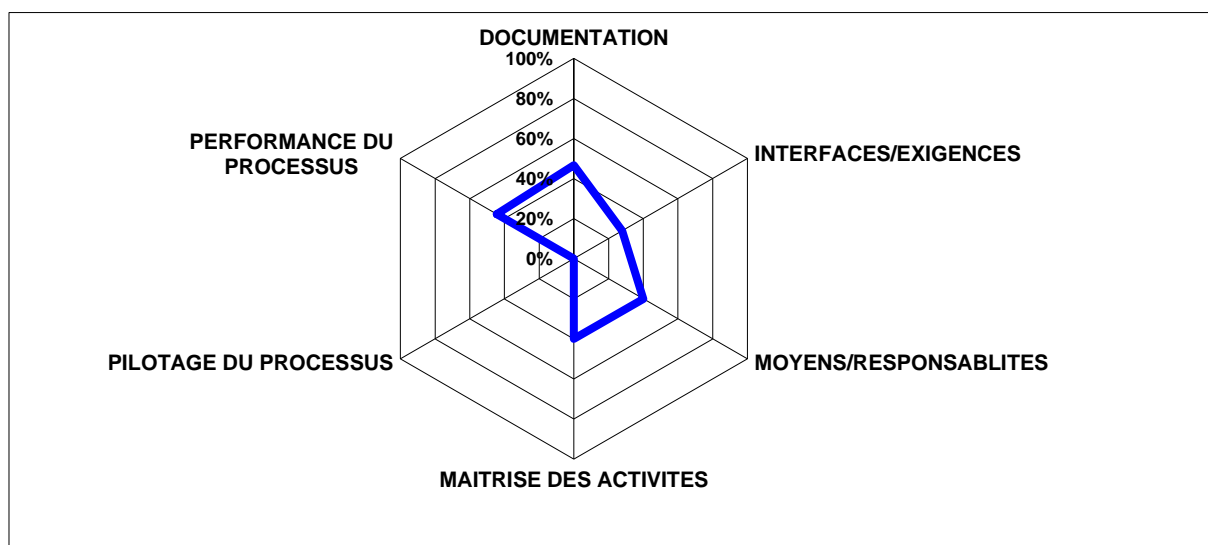 DOCUMENTATION
100%
80%
60%
40%
20%
0%
INTERFACES/EXIGENCES
MOYENS/RESPONSABLITES
MAITRISE DES ACTIVITES
PILOTAGE DU PROCESSUS
PERFORMANCE DU
PROCESSUS